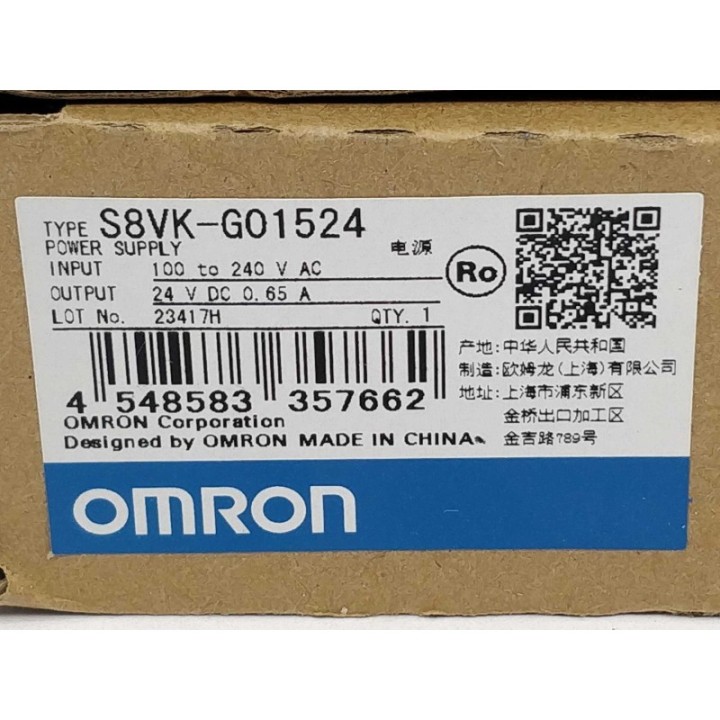 TYPE S8VK-G01524
POWER SUPPLY 电源
INPUT 100 to 240 V AC
OUTPUT 24 V DC 0.65 A
LOT No. 23417H QTY. 1
Ro
4 548583 357662
OMRON Corporation
Designed by OMRON MADE IN CHINA
产地: 中华人民共和国
制造: 欧姆龙(上海)有限公司
地址: 上海市浦东新区
金桥出口加工区
金吉路789号
OMRON